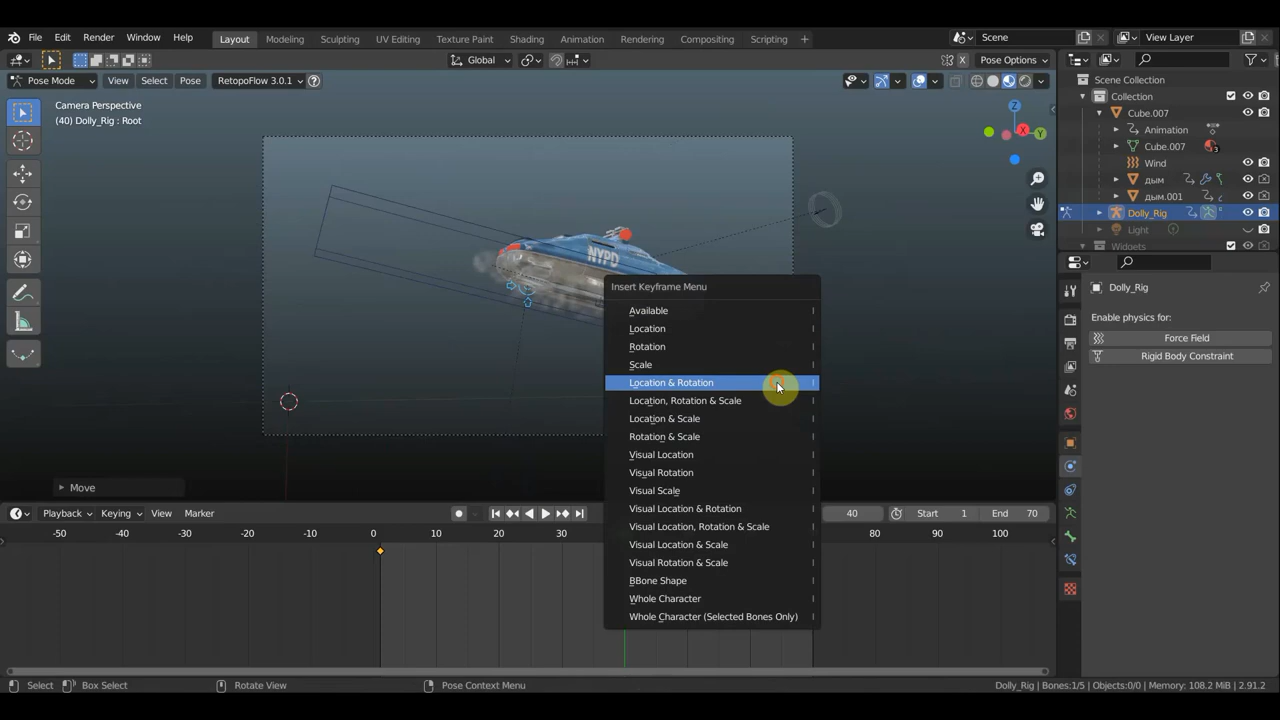 File Edit Render Window Help Layout Modeling Sculpting UV Editing Texture Paint Shading Animation Rendering Compositing Scripting + Scene View Layer
Global Pose Options
Pose Mode View Select Pose RetopoFlow 3.0.1
Camera Perspective
(40) Dolly_Rig : Root
Z
Y
X
NYPD
Scene Collection
Collection
Cube.007
Animation
Cube.007
3
Wind
дым
дым.001
Dolly_Rig
Light
Widgets
Dolly_Rig
Enable physics for:
Force Field
Rigid Body Constraint
Insert Keyframe Menu
Available I
Location I
Rotation I
Scale I
Location & Rotation I
Location, Rotation & Scale I
Location & Scale I
Rotation & Scale I
Visual Location I
Visual Rotation I
Visual Scale I
Visual Location & Rotation I
Visual Location, Rotation & Scale I
Visual Location & Scale I
Visual Rotation & Scale I
BBone Shape I
Whole Character I
Whole Character (Selected Bones Only) I
Move
Playback Keying View Marker 40 Start 1 End 70
-50 -40 -30 -20 -10 0 10 20 30 80 90 100
Select Box Select Rotate View Pose Context Menu Dolly_Rig | Bones:1/5 | Objects:0/0 | Memory: 108.2 MiB | 2.91.2